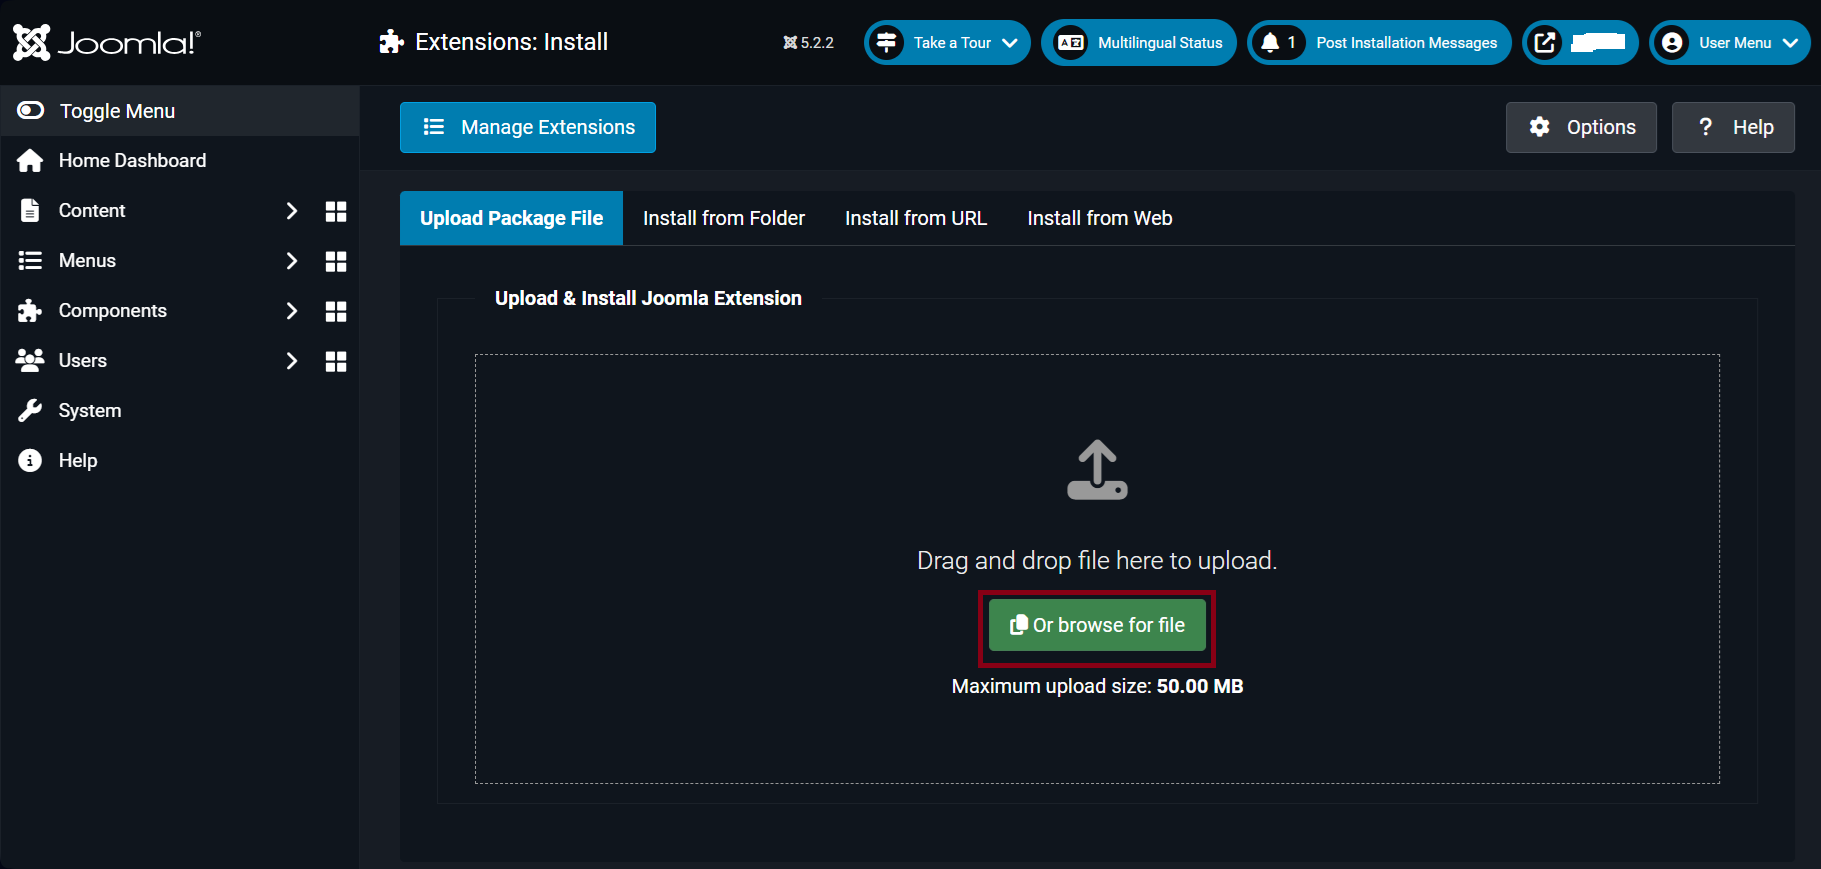 Joomla!®
Extensions: Install
5.2.2
Take a Tour
Multilingual Status
1
Post Installation Messages
User Menu
Toggle Menu
Home Dashboard
Content
Menus
Components
Users
System
Help
Manage Extensions
Options
? Help
Upload Package File
Install from Folder
Install from URL
Install from Web
Upload & Install Joomla Extension
Drag and drop file here to upload.
Or browse for file
Maximum upload size: 50.00 MB